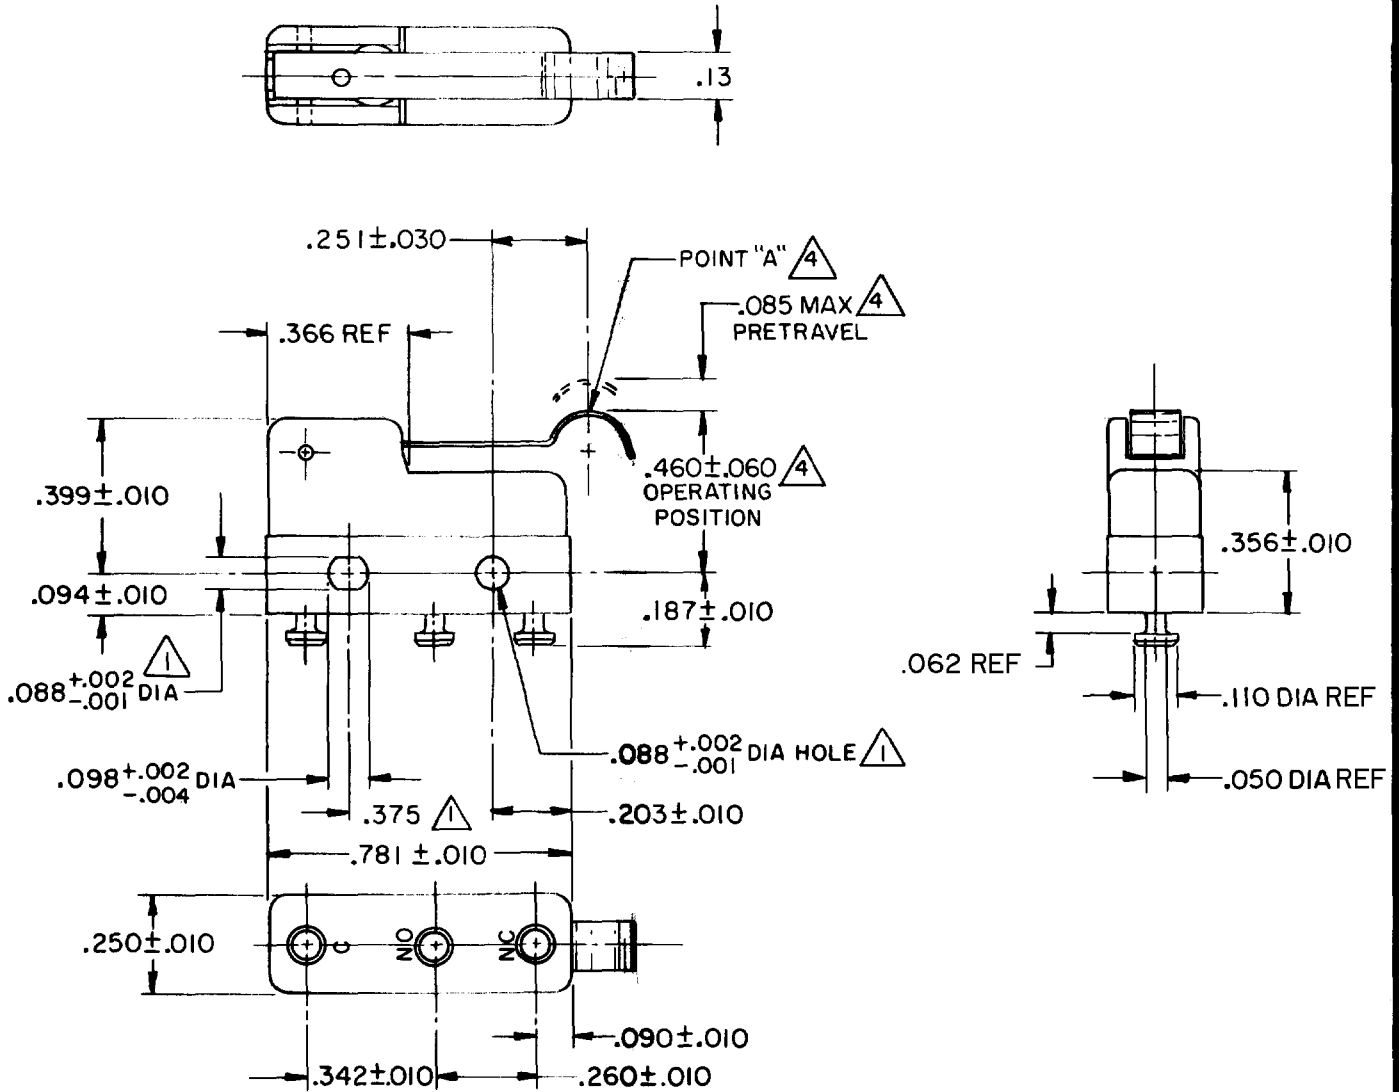 .13
.251±.030
POINT "A" 4
.085 MAX 4
PRETRAVEL
.366 REF
.460±.060 4
OPERATING
POSITION
.399±.010
.356±.010
.094±.010
.187±.010
.062 REF
1
.088 +.002 -.001 DIA
.110 DIA REF
.088 +.002 -.001 DIA HOLE 1
.098 +.002 -.004 DIA
.050 DIA REF
.375 1
.203±.010
.781 ±.010
.250±.010
C
N/O
N/C
.090±.010
.342±.010
.260±.010